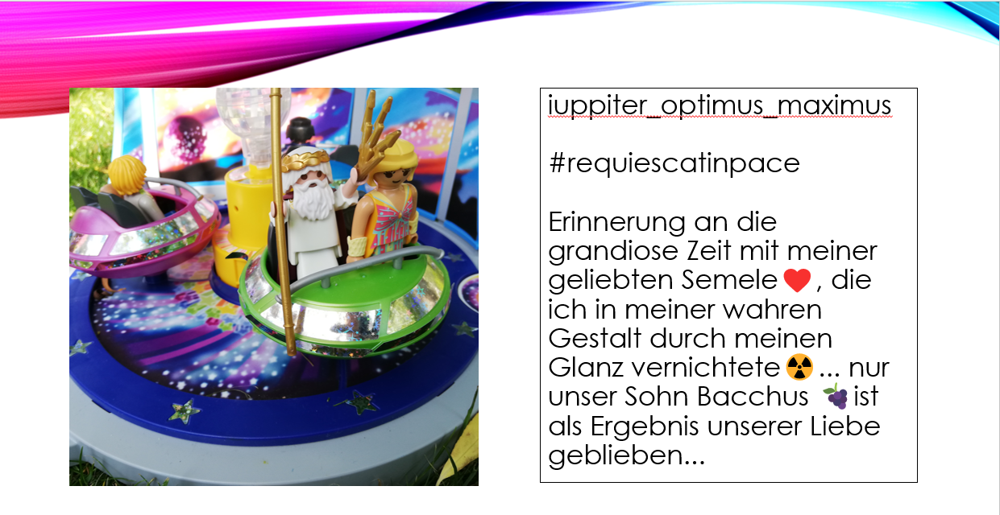 iuppiter_optimus_maximus
#requiescatinpace
Erinnerung an die
grandiose Zeit mit meiner
geliebten Semele❤️, die
ich in meiner wahren
Gestalt durch meinen
Glanz vernichtete☢️... nur
unser Sohn Bacchus 🍇ist
als Ergebnis unserer Liebe
geblieben...